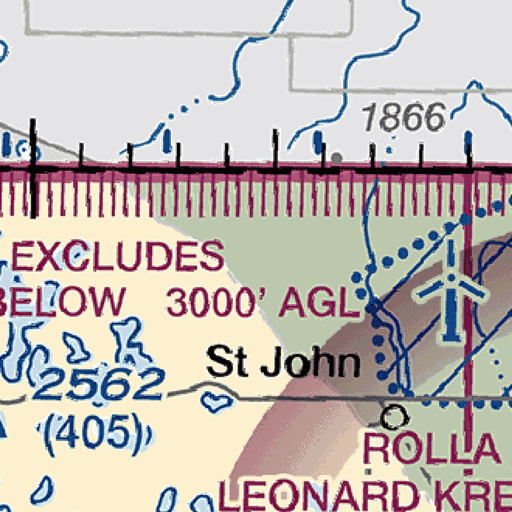 1866
EXCLUDES
BELOW 3000' AGL
St John
2562
(405)
ROLLA
LEONARD KRE